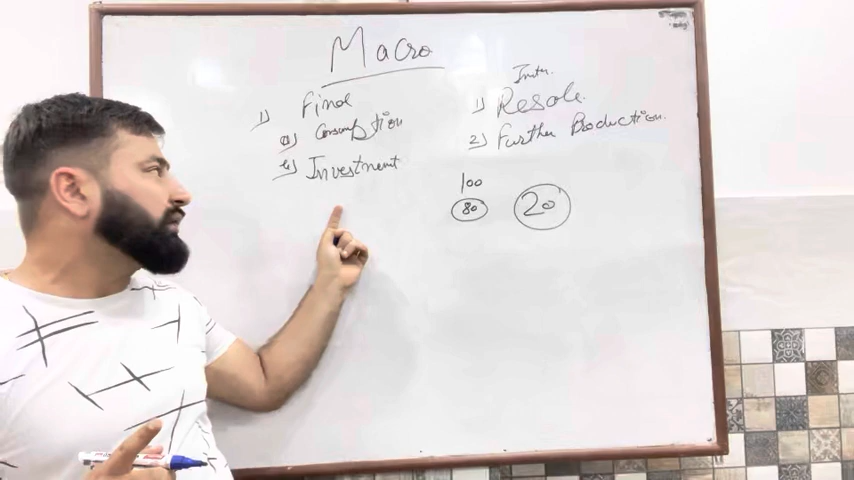 Macro
1) Final
a) Consumption
b) Investment
Inter.
1) Resale.
2) Further Production.
100
80 20